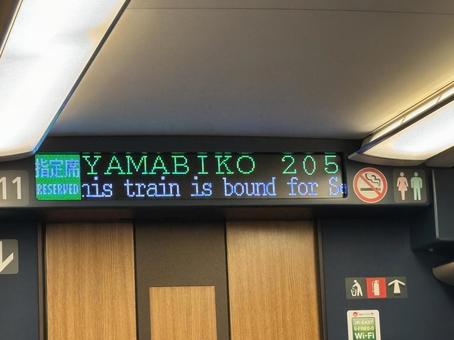 指定席
RESERVED
YAMABIKO 205
his train is bound for Se
11
Wi-Fi